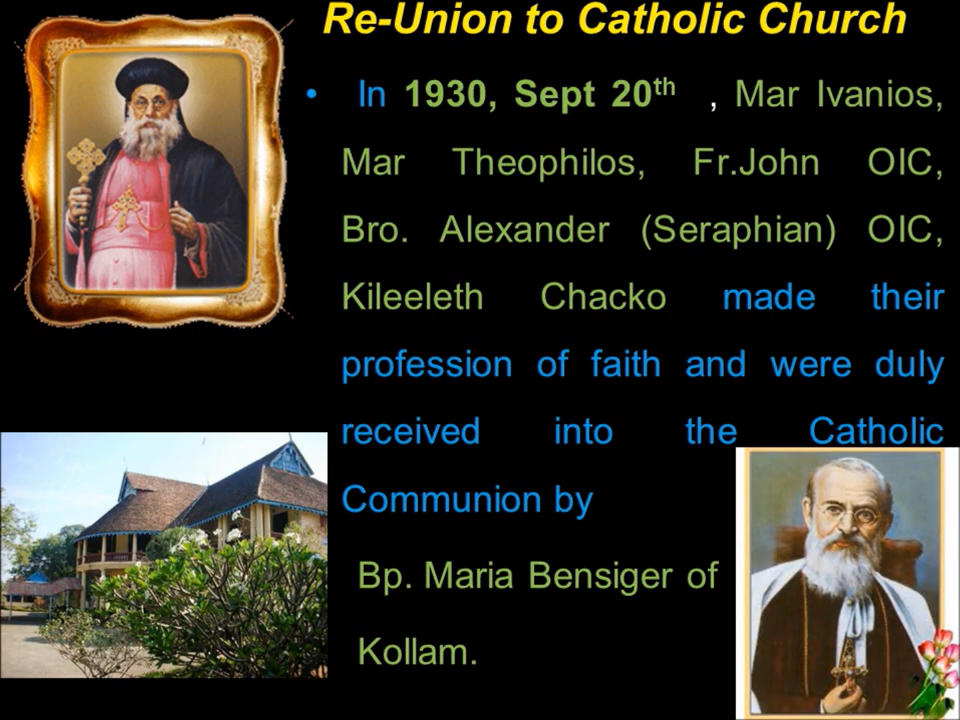 Re-Union to Catholic Church
• In 1930, Sept 20th , Mar Ivanios,
Mar Theophilos, Fr.John OIC,
Bro. Alexander (Seraphian) OIC,
Kileeleth Chacko made their
profession of faith and were duly
received into the Catholic
Communion by
Bp. Maria Bensiger of
Kollam.